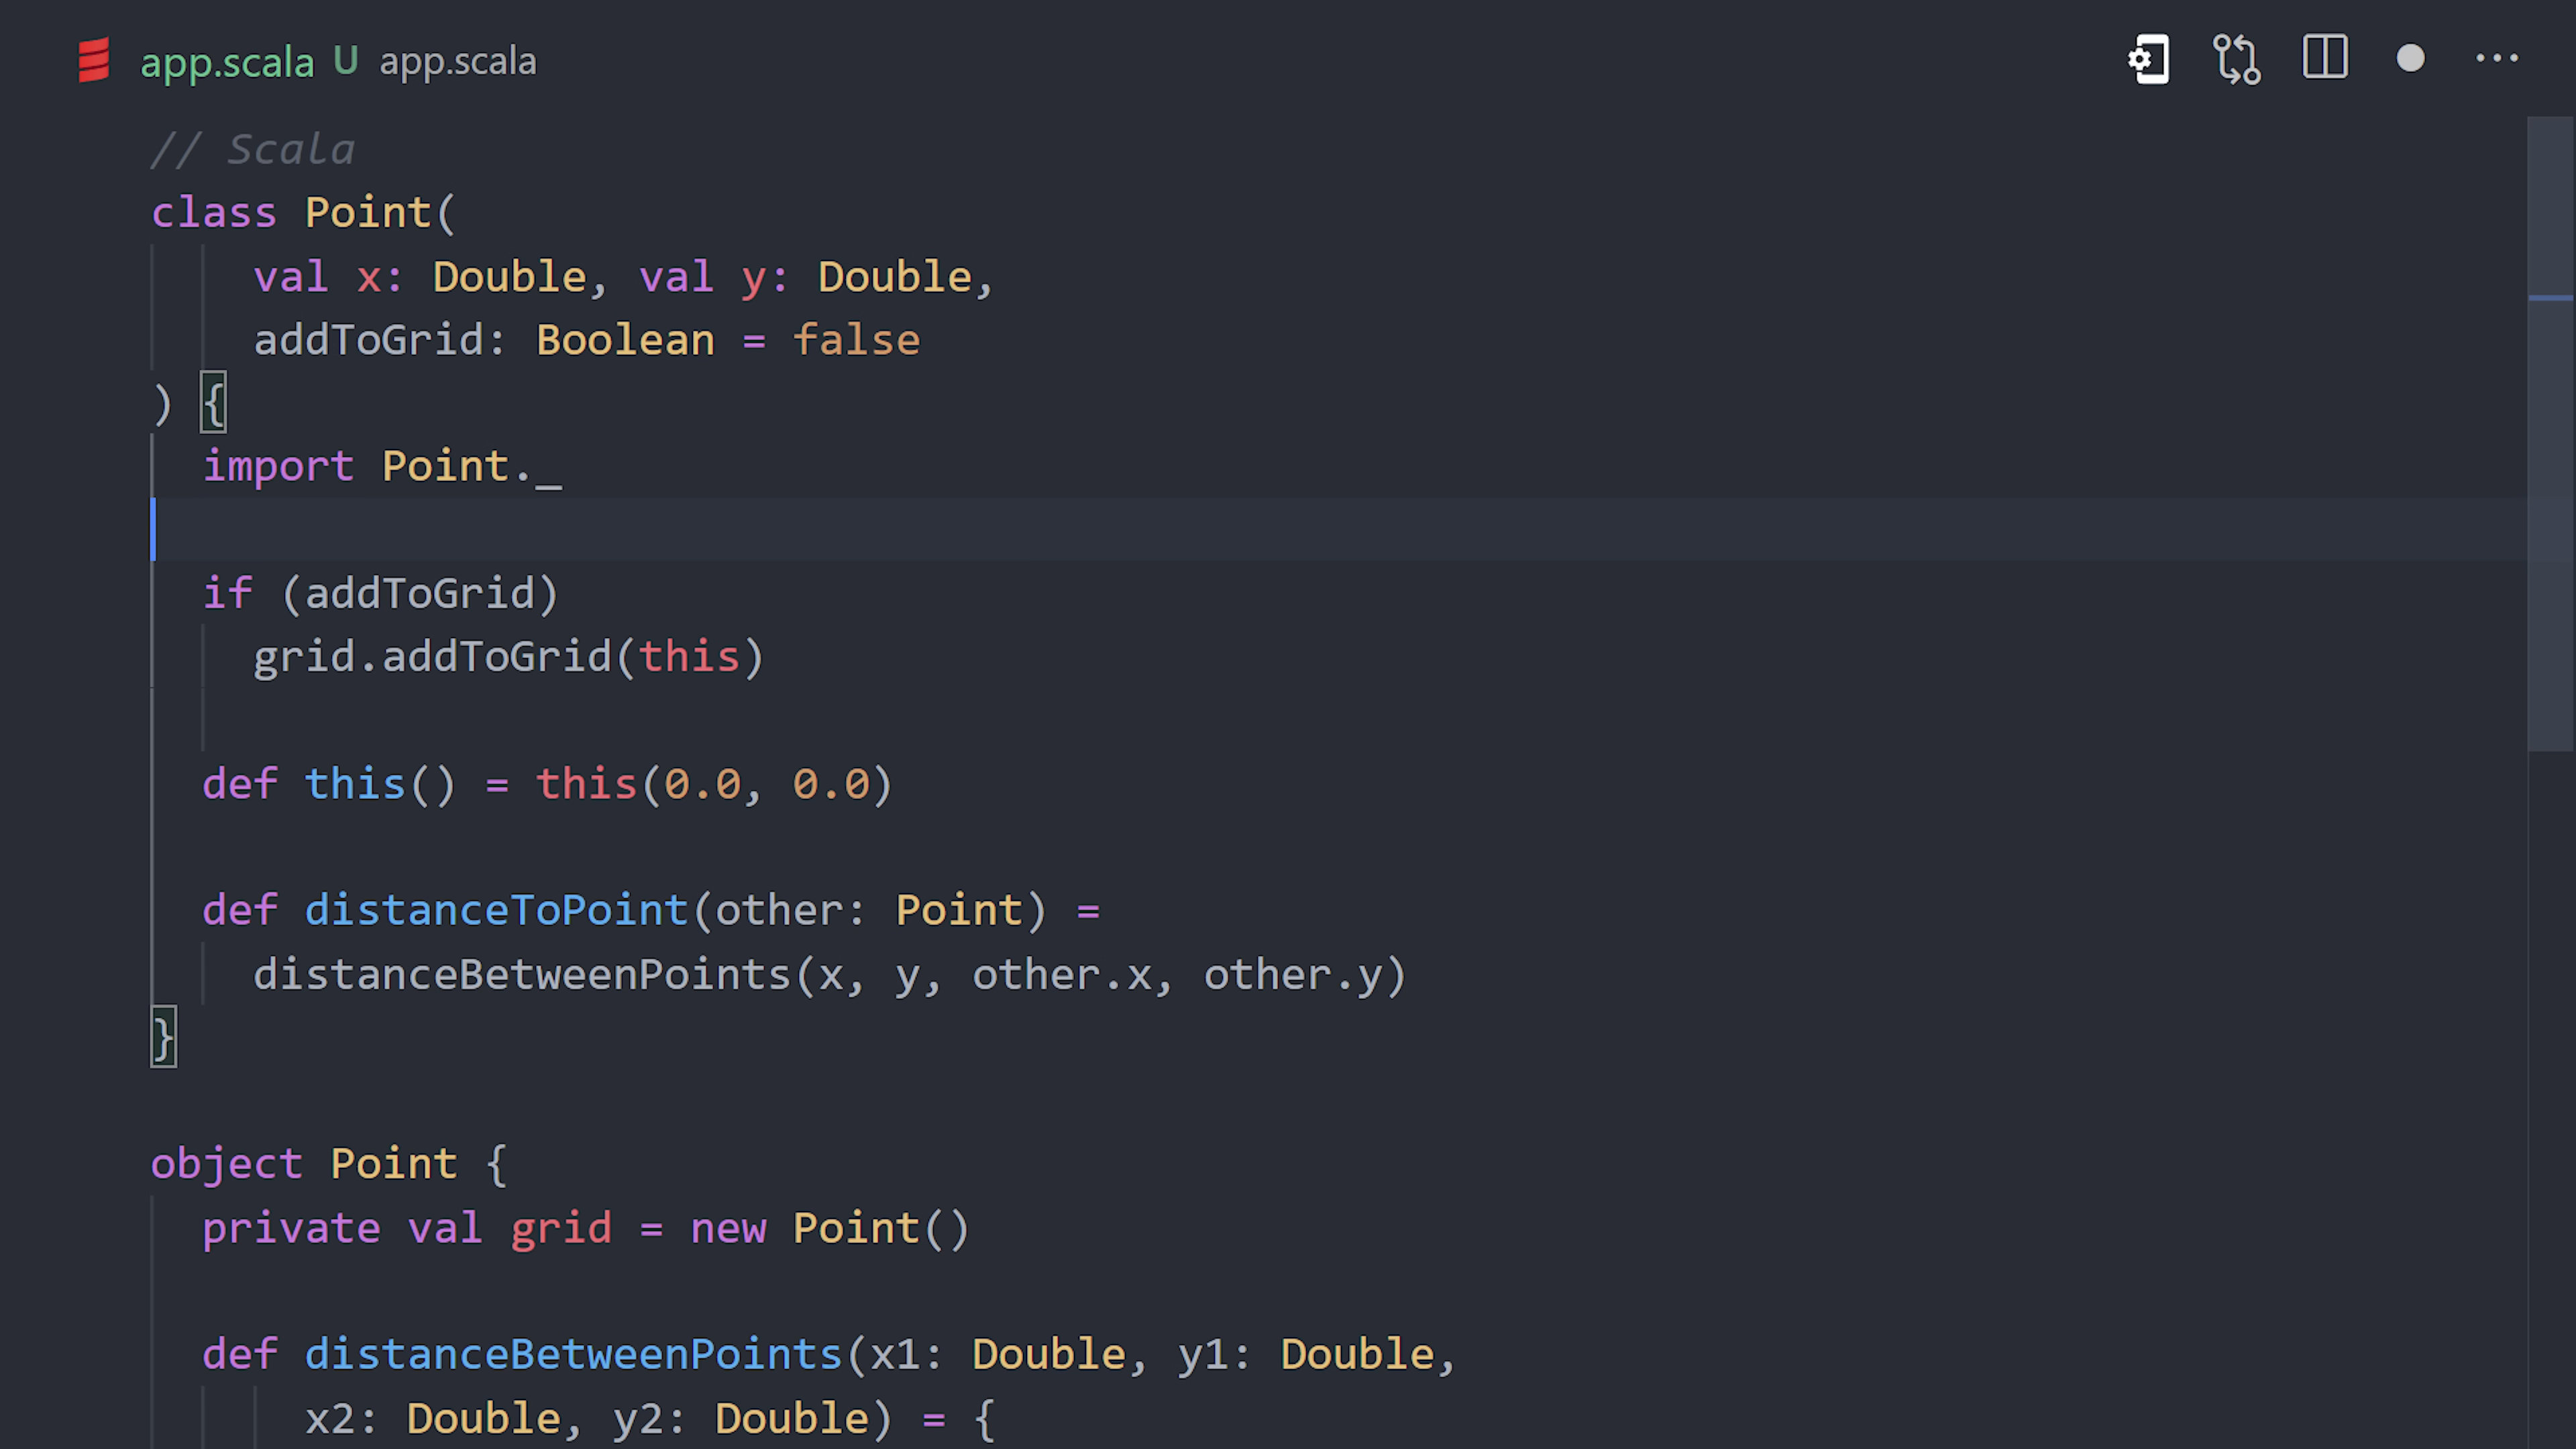 app.scala U app.scala
// Scala
class Point(
    val x: Double, val y: Double,
    addToGrid: Boolean = false
) {
  import Point._
  if (addToGrid)
    grid.addToGrid(this)
  def this() = this(0.0, 0.0)
  def distanceToPoint(other: Point) =
    distanceBetweenPoints(x, y, other.x, other.y)
}
object Point {
  private val grid = new Point()
  def distanceBetweenPoints(x1: Double, y1: Double,
      x2: Double, y2: Double) = {